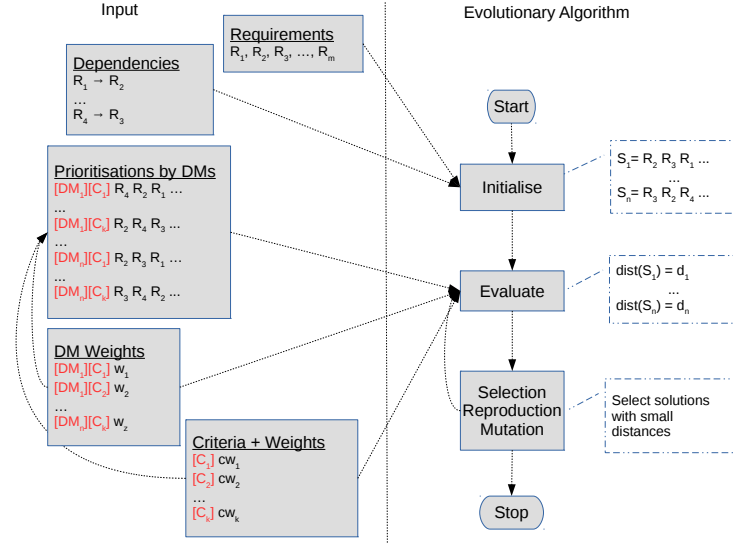 Input
Evolutionary Algorithm
Requirements
R₁, R₂, R₃, …, Rₘ
Dependencies
R₁ → R₂
…
R₄ → R₃
Prioritisations by DMs
[DM₁][C₁] R₄ R₂ R₁ …
...
[DM₁][Cₖ] R₂ R₄ R₃ ...
…
[DMₙ][C₁] R₂ R₃ R₁ …
...
[DMₙ][Cₖ] R₃ R₄ R₂ ...
DM Weights
[DM₁][C₁] w₁
[DM₁][C₂] w₂
…
[DMₙ][Cₖ] w_z
Criteria + Weights
[C₁] cw₁
[C₂] cw₂
…
[Cₖ] cwₖ
Start
Initialise
S₁= R₂ R₃ R₁ ...
...
Sₙ= R₃ R₂ R₄ ...
Evaluate
dist(S₁) = d₁
...
dist(Sₙ) = dₙ
Selection
Reproduction
Mutation
Select solutions
with small
distances
Stop